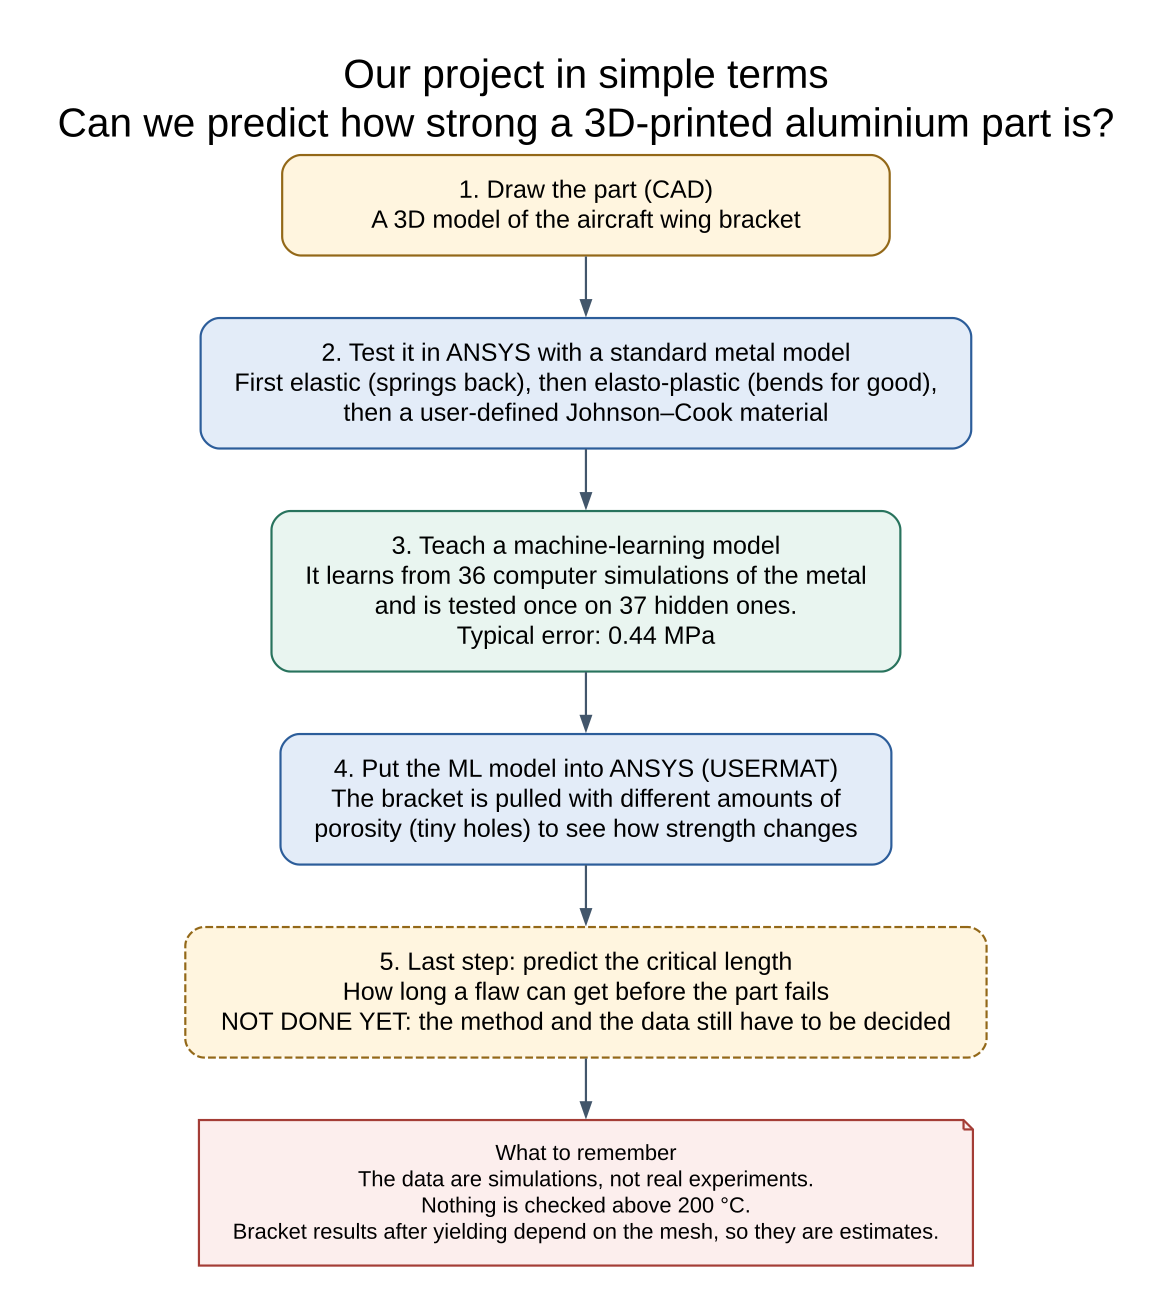 Our project in simple terms
Can we predict how strong a 3D-printed aluminium part is?
1. Draw the part (CAD)
A 3D model of the aircraft wing bracket
2. Test it in ANSYS with a standard metal model
First elastic (springs back), then elasto-plastic (bends for good),
then a user-defined Johnson–Cook material
3. Teach a machine-learning model
It learns from 36 computer simulations of the metal
and is tested once on 37 hidden ones.
Typical error: 0.44 MPa
4. Put the ML model into ANSYS (USERMAT)
The bracket is pulled with different amounts of
porosity (tiny holes) to see how strength changes
5. Last step: predict the critical length
How long a flaw can get before the part fails
NOT DONE YET: the method and the data still have to be decided
What to remember
The data are simulations, not real experiments.
Nothing is checked above 200 °C.
Bracket results after yielding depend on the mesh, so they are estimates.